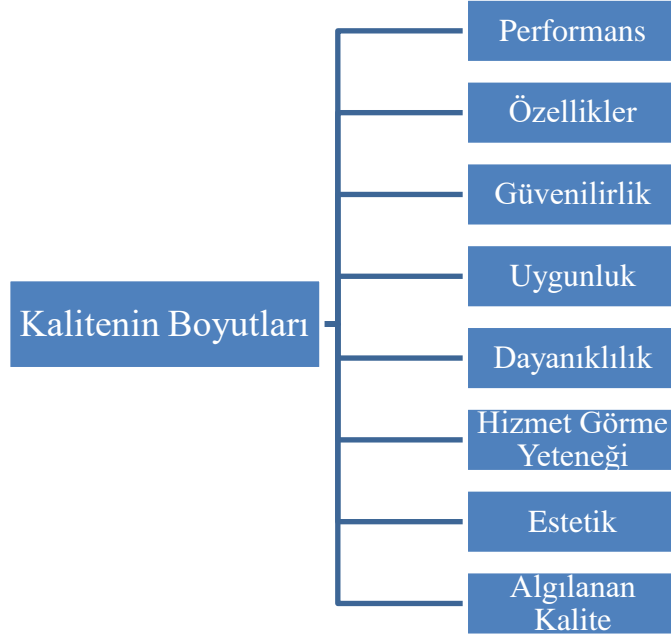 Kalitenin Boyutları
Performans
Özellikler
Güvenilirlik
Uygunluk
Dayanıklılık
Hizmet Görme
Yeteneği
Estetik
Algılanan
Kalite